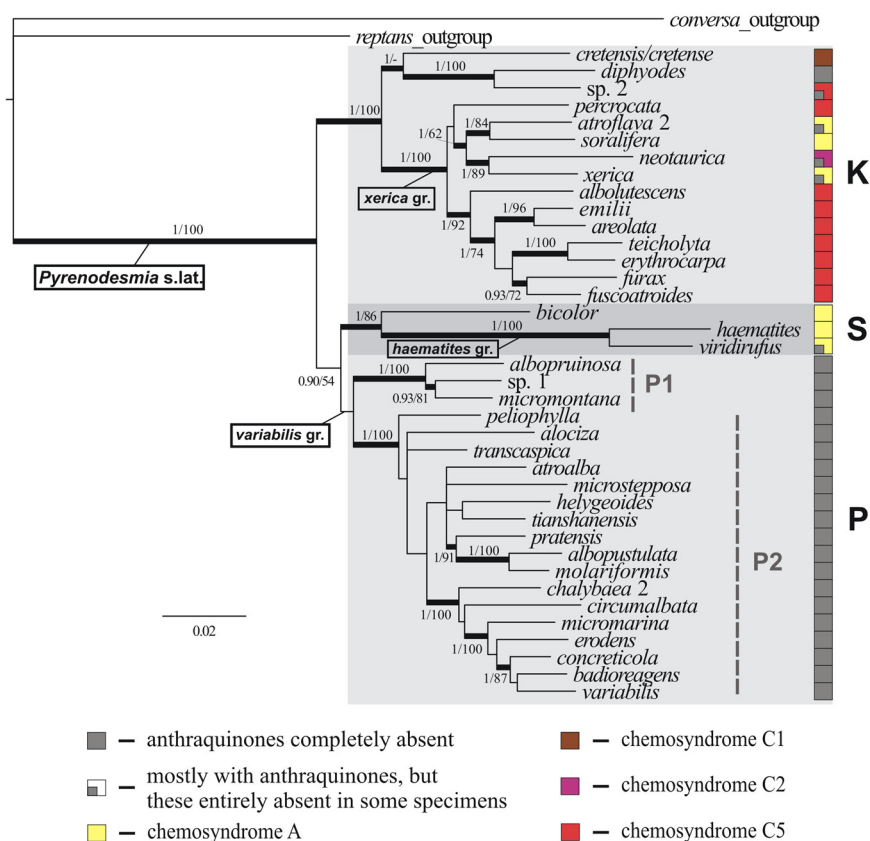 conversa_outgroup
reptans_outgroup
1/-
cretensis/cretense
1/100
diphyodes
sp. 2
1/100
percrocata
1/84
atroflava 2
1/62
soralifera
neotaurica
1/100
1/89
xerica
K
xerica gr.
albolutescens
1/96
emilii
1/92
areolata
1/100
teicholyta
1/74
erythrocarpa
furax
0.93/72
fuscoatroides
1/100
Pyrenodesmia s.lat.
1/86
bicolor
1/100
haematites
S
haematites gr.
viridirufus
1/100
albopruinosa
0.90/54
sp. 1
P1
0.93/81
micromontana
variabilis gr.
1/100
peliophylla
alociza
transcaspica
atroalba
microstepposa
helygeoides
tianshanensis
P
pratensis
1/91
1/100
albopustulata
P2
molariformis
chalybaea 2
1/100
circumalbata
micromarina
0.02
erodens
1/100
concreticola
1/87
badioreagens
variabilis
– anthraquinones completely absent
– mostly with anthraquinones, but
these entirely absent in some specimens
– chemosyndrome A
– chemosyndrome C1
– chemosyndrome C2
– chemosyndrome C5